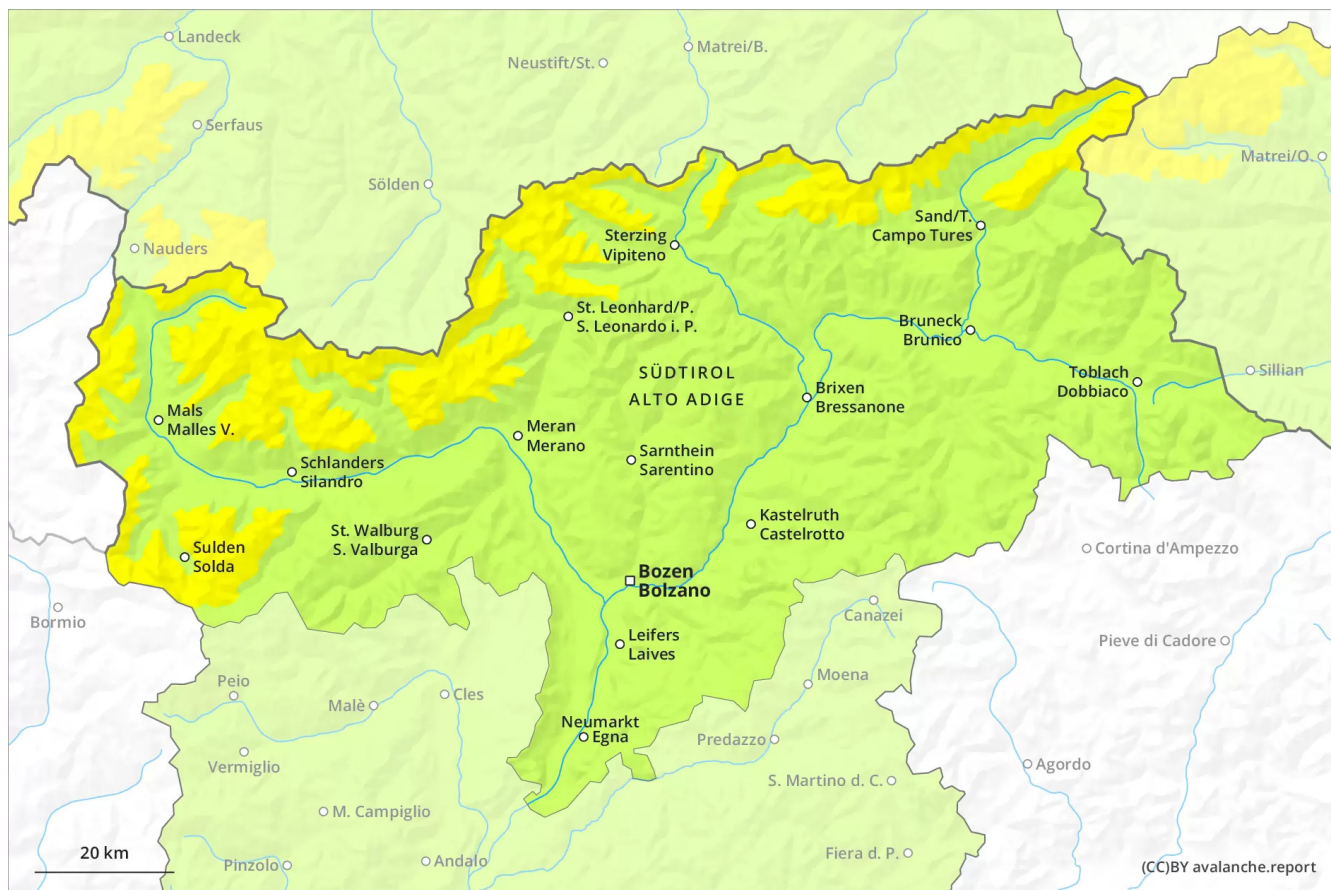 Landeck
Matrei/B.
Neustift/St.
Serfaus
Matrei/O.
Sölden
Sand/T.
Campo Tures
Sterzing
Vipiteno
Nauders
St. Leonhard/P.
S. Leonardo i. P.
Bruneck
Brunico
SÜDTIROL
ALTO ADIGE
Toblach
Dobbiaco
Sillian
Brixen
Bressanone
Mals
Malles V.
Meran
Merano
Schlanders
Silandro
Sarnthein
Sarentino
Kastelruth
Castelrotto
St. Walburg
S. Valburga
Sulden
Solda
Cortina d'Ampezzo
Bozen
Bolzano
Bormio
Canazei
Leifers
Laives
Pieve di Cadore
Peio
Moena
Malè
Cles
Neumarkt
Egna
Predazzo
Vermiglio
Agordo
S. Martino d. C.
M. Campiglio
20 km
Pinzolo
Andalo
Fiera d. P.
(CC)BY avalanche.report